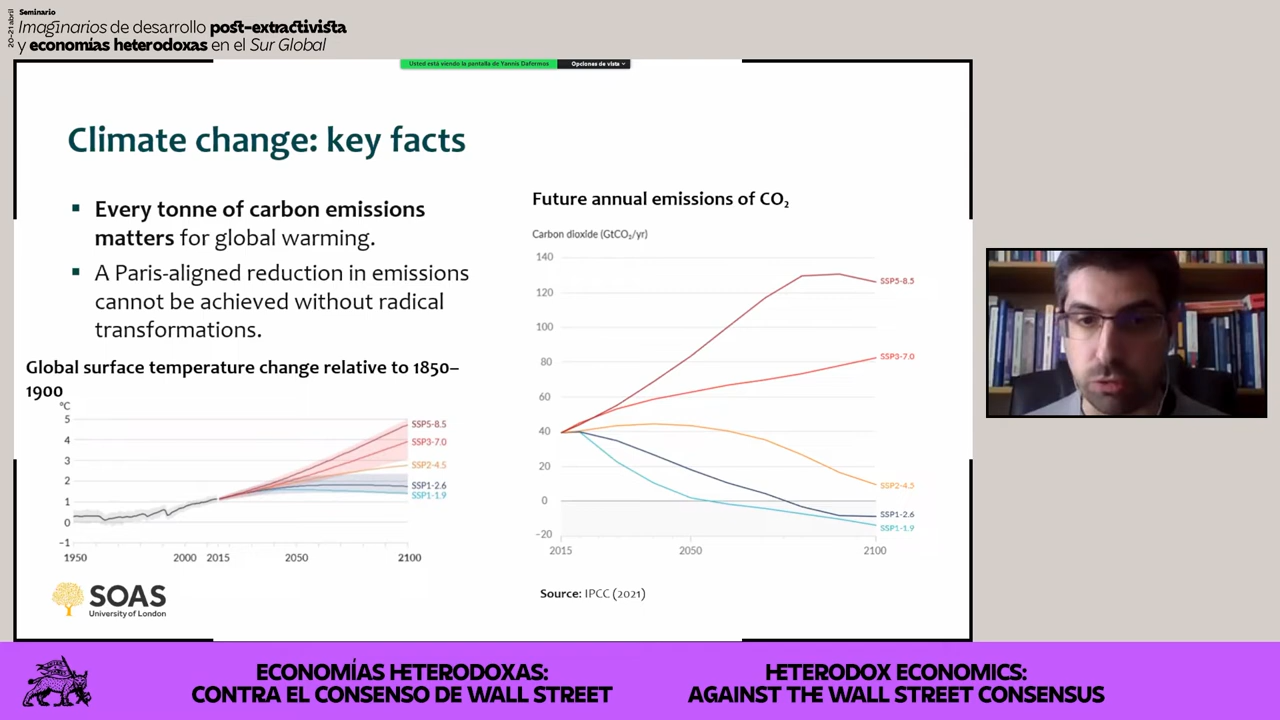 20–21 abril
Seminario
Imaginarios de desarrollo post-extractivista
y economías heterodoxas en el Sur Global
Usted está viendo la pantalla de Yannis Dafermos
Opciones de vista
Climate change: key facts
▪ Every tonne of carbon emissions
matters for global warming.
▪ A Paris-aligned reduction in emissions
cannot be achieved without radical
transformations.
Global surface temperature change relative to 1850–
1900
°C
5
4
3
2
1
0
−1
1950
2000
2015
2050
2100
SSP5-8.5
SSP3-7.0
SSP2-4.5
SSP1-2.6
SSP1-1.9
SOAS
University of London
Future annual emissions of CO₂
Carbon dioxide (GtCO₂/yr)
140
120
100
80
60
40
20
0
−20
2015
2050
2100
SSP5-8.5
SSP3-7.0
SSP2-4.5
SSP1-2.6
SSP1-1.9
Source: IPCC (2021)
ECONOMÍAS HETERODOXAS:
CONTRA EL CONSENSO DE WALL STREET
HETERODOX ECONOMICS:
AGAINST THE WALL STREET CONSENSUS